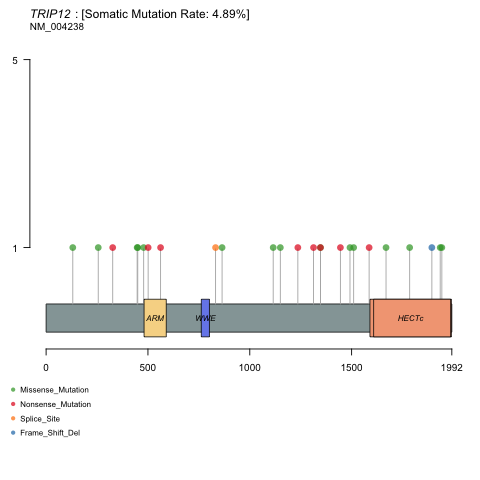 TRIP12 : [Somatic Mutation Rate: 4.89%]
NM_004238
5
1
ARM
WWE
HECTc
0 500 1000 1500 1992
Missense_Mutation
Nonsense_Mutation
Splice_Site
Frame_Shift_Del